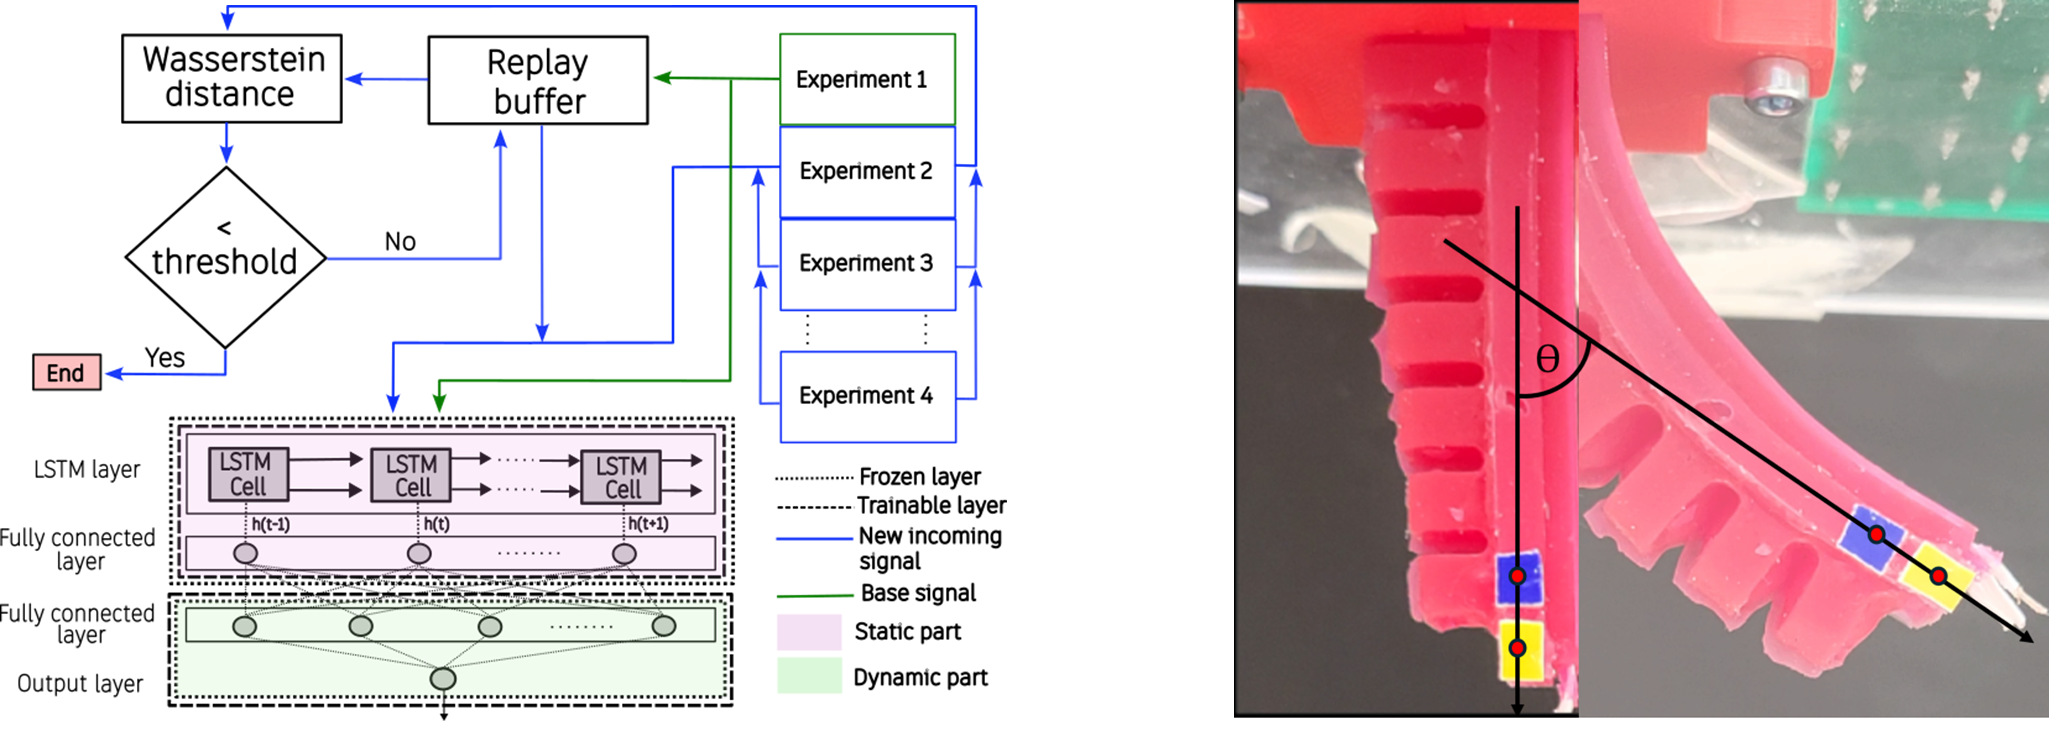 Wasserstein
distance
Replay
buffer
Experiment 1
Experiment 2
Experiment 3
Experiment 4
<
threshold
No
Yes
End
LSTM layer
LSTM
Cell
LSTM
Cell
LSTM
Cell
h(t-1)
h(t)
h(t+1)
Fully connected
layer
Fully connected
layer
Output layer
Frozen layer
Trainable layer
New incoming
signal
Base signal
Static part
Dynamic part
Θ